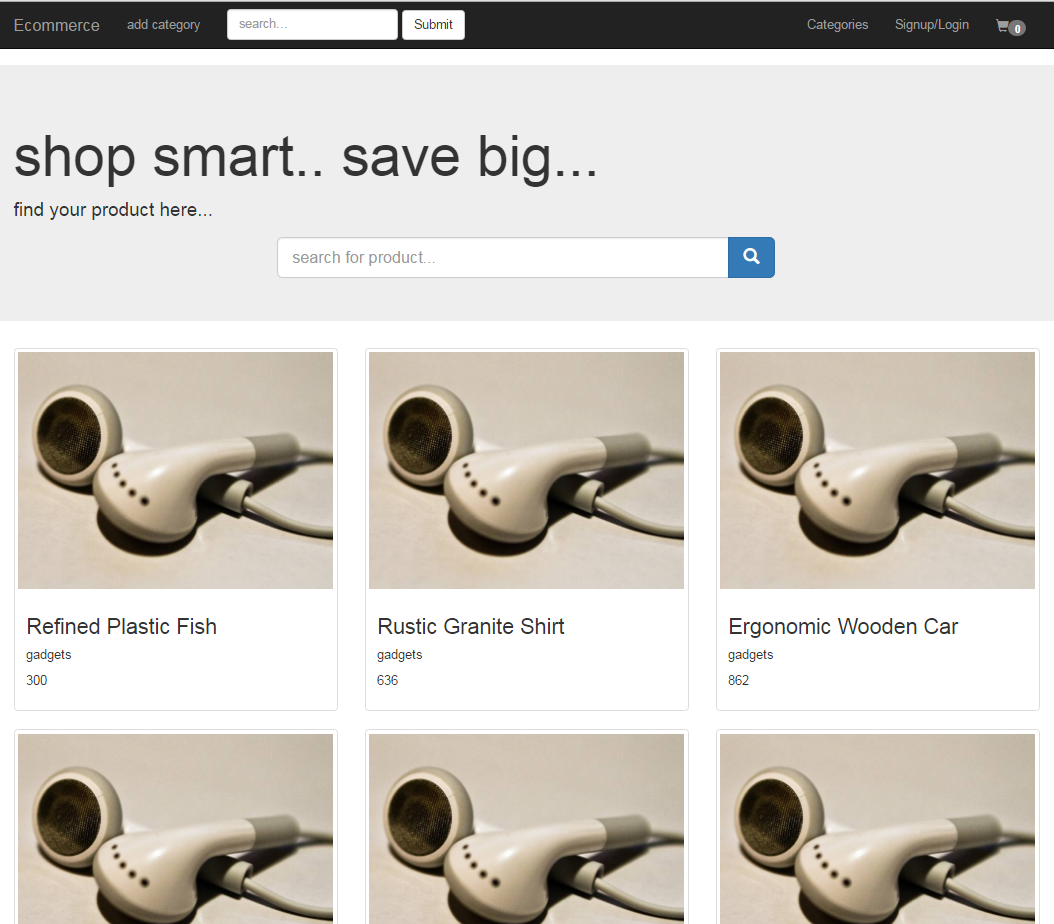 Ecommerce add category search... Submit Categories Signup/Login 0
shop smart.. save big...
find your product here...
search for product...
Refined Plastic Fish
gadgets
300
Rustic Granite Shirt
gadgets
636
Ergonomic Wooden Car
gadgets
862